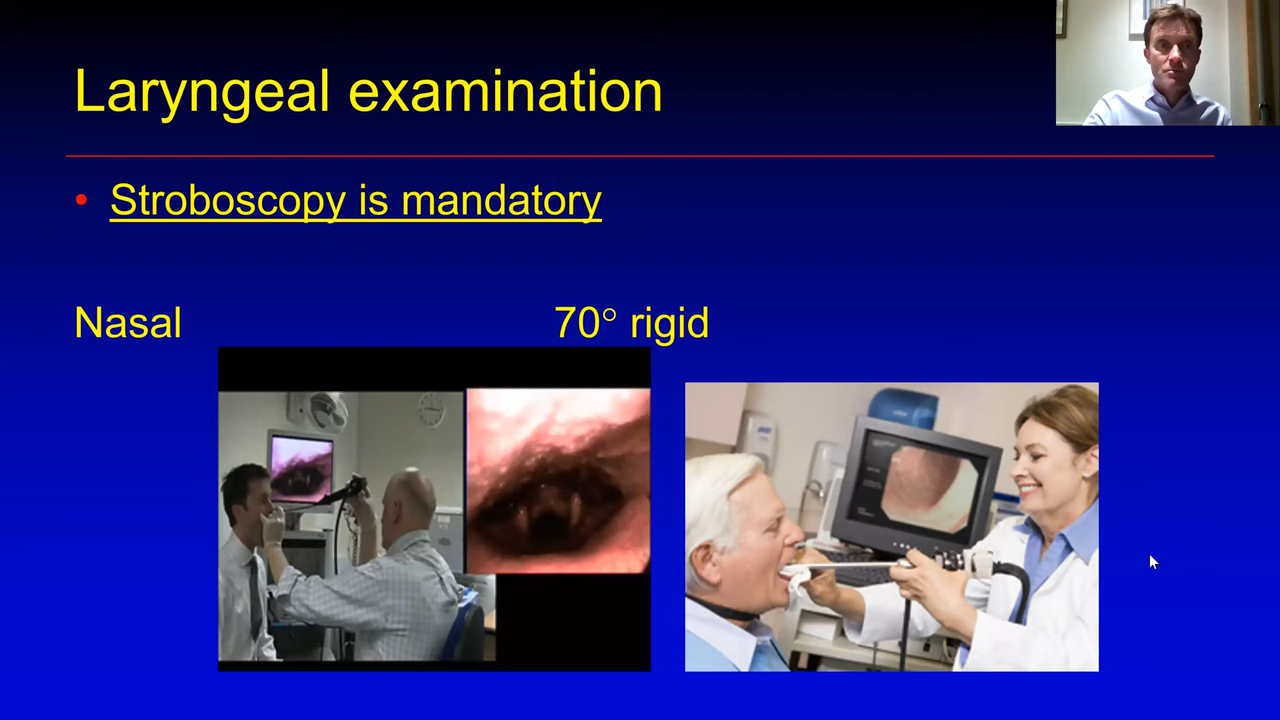 Laryngeal examination
• Stroboscopy is mandatory
Nasal
70° rigid